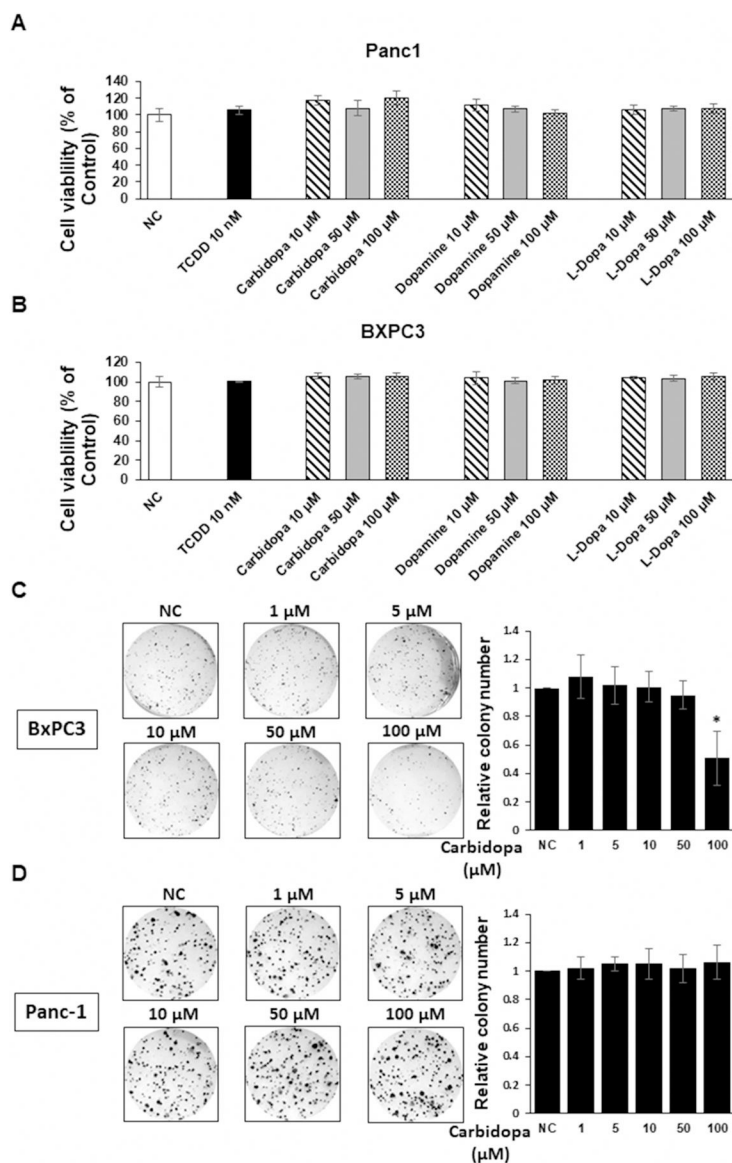 A
Panc1
Cell viablility (% of
Control)
140
120
100
80
60
40
20
0
NC
TCDD 10 nM
Carbidopa 10 µM
Carbidopa 50 µM
Carbidopa 100 µM
Dopamine 10 µM
Dopamine 50 µM
Dopamine 100 µM
L-Dopa 10 µM
L-Dopa 50 µM
L-Dopa 100 µM
B
BXPC3
Cell viablility (% of
Control)
120
100
80
60
40
20
0
NC
TCDD 10 nM
Carbidopa 10 µM
Carbidopa 50 µM
Carbidopa 100 µM
Dopamine 10 µM
Dopamine 50 µM
Dopamine 100 µM
L-Dopa 10 µM
L-Dopa 50 µM
L-Dopa 100 µM
C
BxPC3
NC 1 µM 5 µM
10 µM 50 µM 100 µM
Relative colony number
1.4
1.2
1
0.8
0.6
0.4
0.2
0
*
Carbidopa
(µM)
NC 1 5 10 50 100
D
Panc-1
NC 1 µM 5 µM
10 µM 50 µM 100 µM
Relative colony number
1.4
1.2
1
0.8
0.6
0.4
0.2
0
Carbidopa
(µM)
NC 1 5 10 50 100